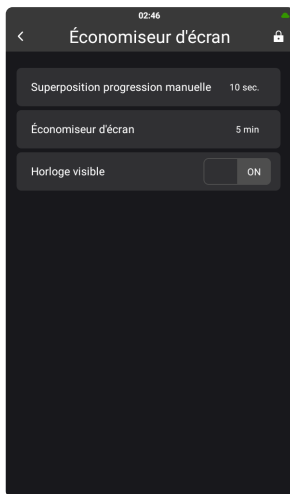 02:46
Économiseur d'écran
Superposition progression manuelle 10 sec.
Économiseur d'écran 5 min
Horloge visible ON